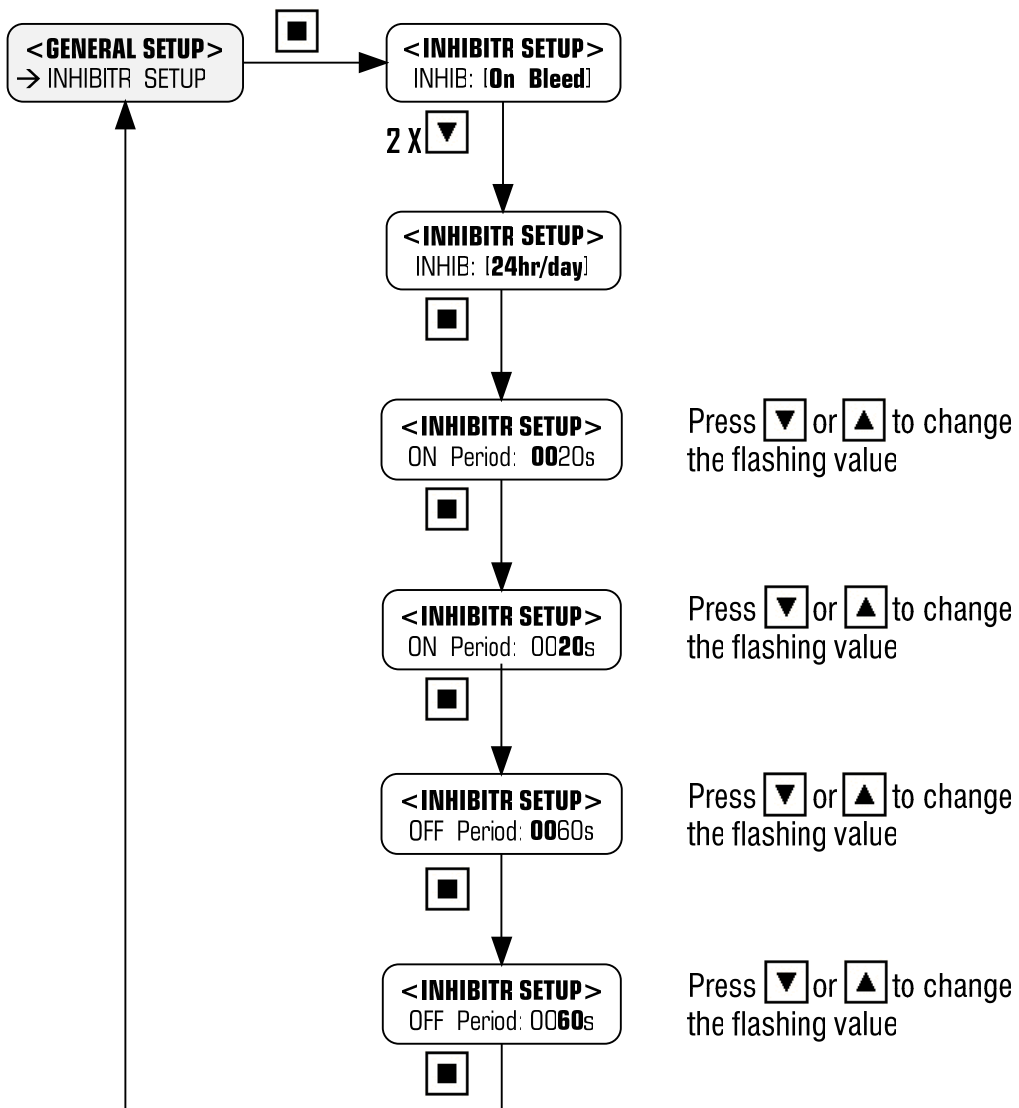 <GENERAL SETUP>
→ INHIBITR SETUP
■
<INHIBITR SETUP>
INHIB: [On Bleed]
2 X ▼
<INHIBITR SETUP>
INHIB: [24hr/day]
■
<INHIBITR SETUP>
ON Period: 0020s
Press ▼ or ▲ to change
the flashing value
■
<INHIBITR SETUP>
ON Period: 0020s
Press ▼ or ▲ to change
the flashing value
■
<INHIBITR SETUP>
OFF Period: 0060s
Press ▼ or ▲ to change
the flashing value
■
<INHIBITR SETUP>
OFF Period: 0060s
Press ▼ or ▲ to change
the flashing value
■